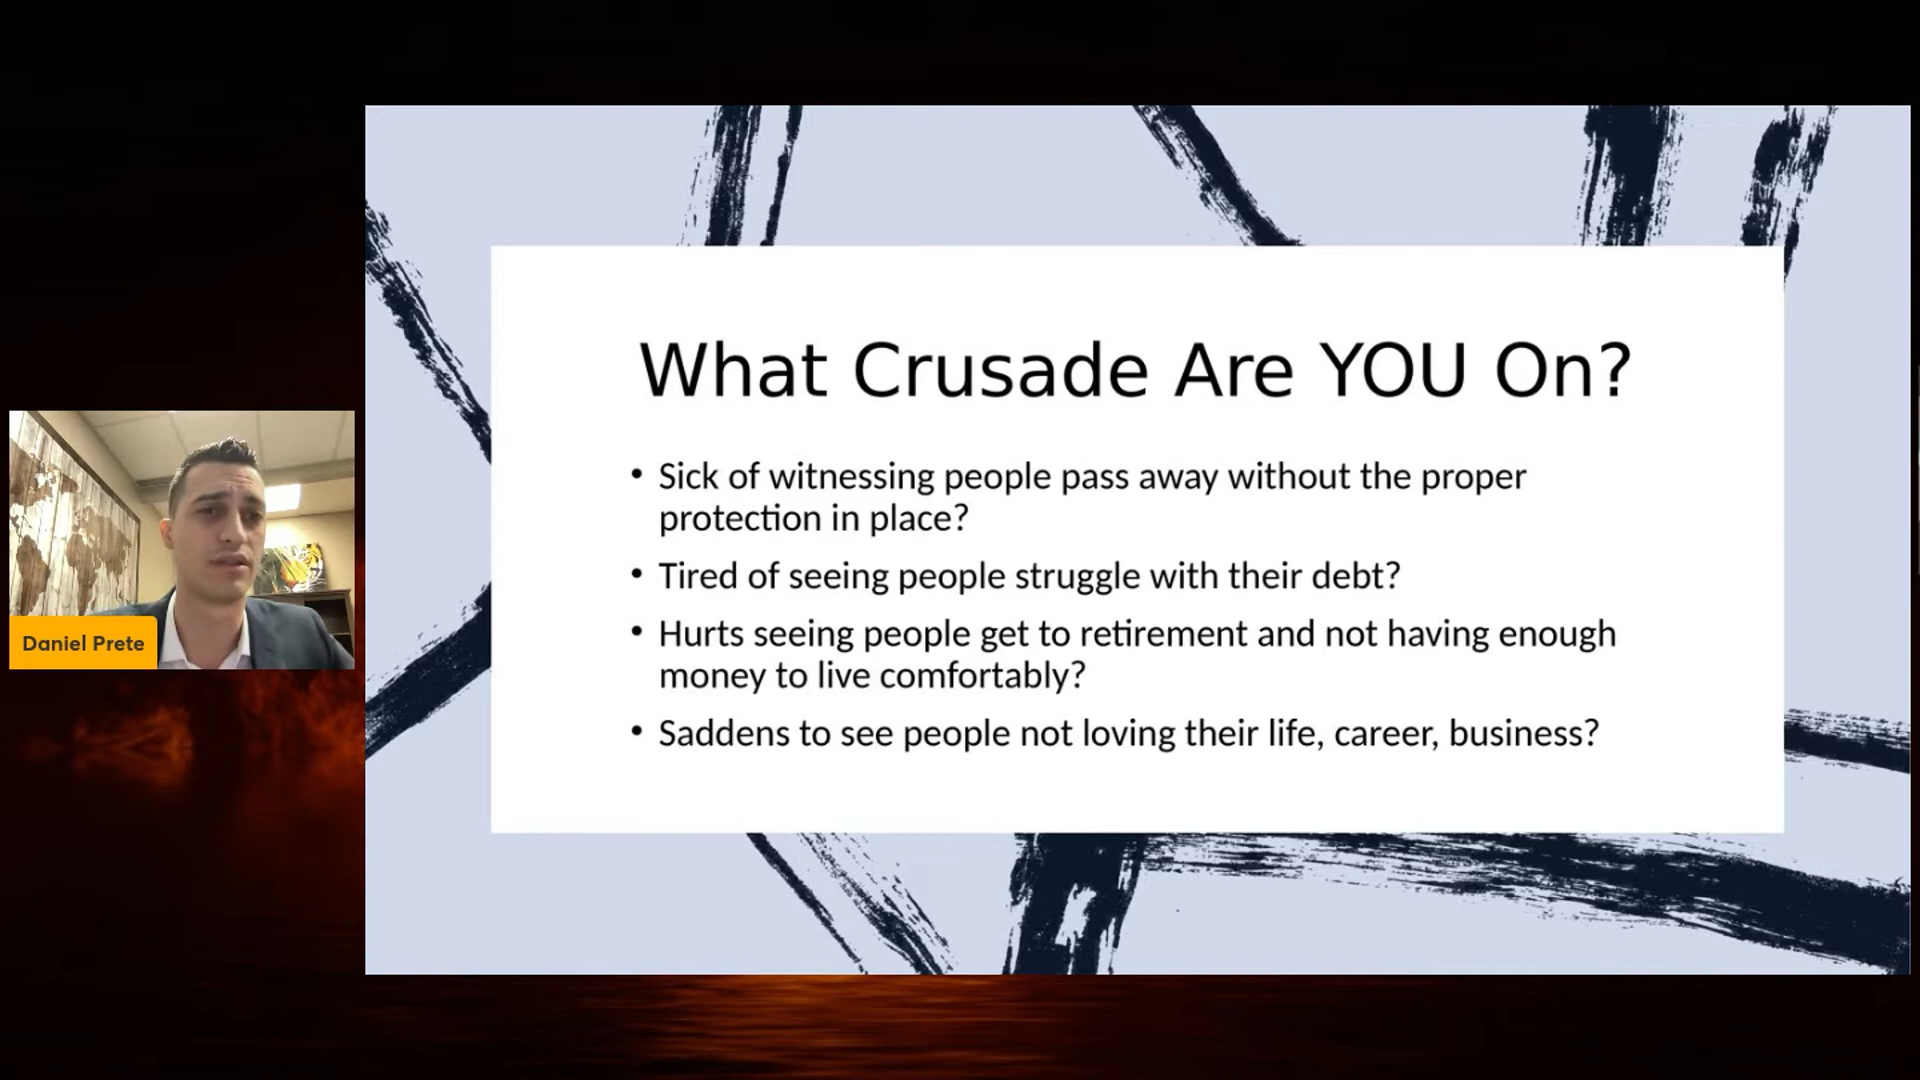 What Crusade Are YOU On?
• Sick of witnessing people pass away without the proper
protection in place?
• Tired of seeing people struggle with their debt?
• Hurts seeing people get to retirement and not having enough
money to live comfortably?
• Saddens to see people not loving their life, career, business?
Daniel Prete